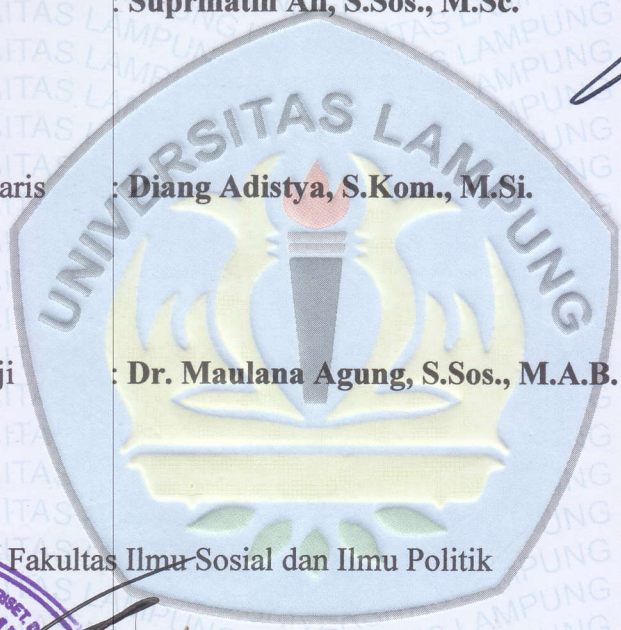 : Suprihatin Ali, S.Sos., M.Sc.
UNIVERSITAS LAMPUNG
aris : Diang Adistya, S.Kom., M.Si.
ji : Dr. Maulana Agung, S.Sos., M.A.B.
Fakultas Ilmu Sosial dan Ilmu Politik